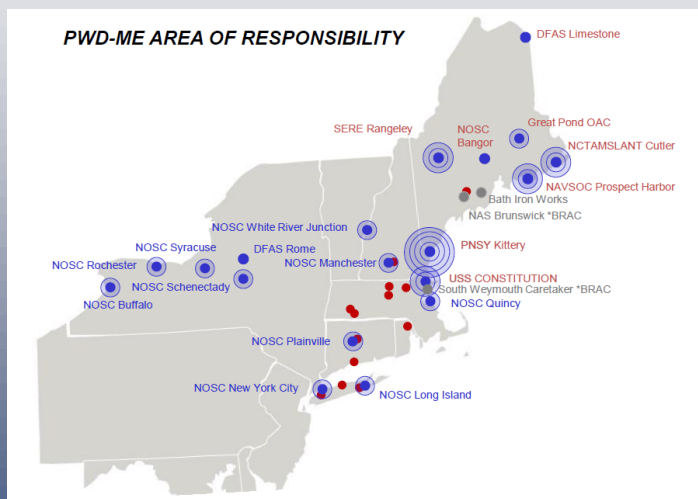 PWD-ME AREA OF RESPONSIBILITY
DFAS Limestone
Great Pond OAC
SERE Rangeley
NOSC
Bangor
NCTAMSLANT Cutler
NAVSOC Prospect Harbor
Bath Iron Works
NAS Brunswick *BRAC
NOSC White River Junction
PNSY Kittery
NOSC Syracuse
DFAS Rome
NOSC Rochester
NOSC Manchester
NOSC Schenectady
USS CONSTITUTION
South Weymouth Caretaker *BRAC
NOSC Buffalo
NOSC Quincy
NOSC Plainville
NOSC New York City
NOSC Long Island